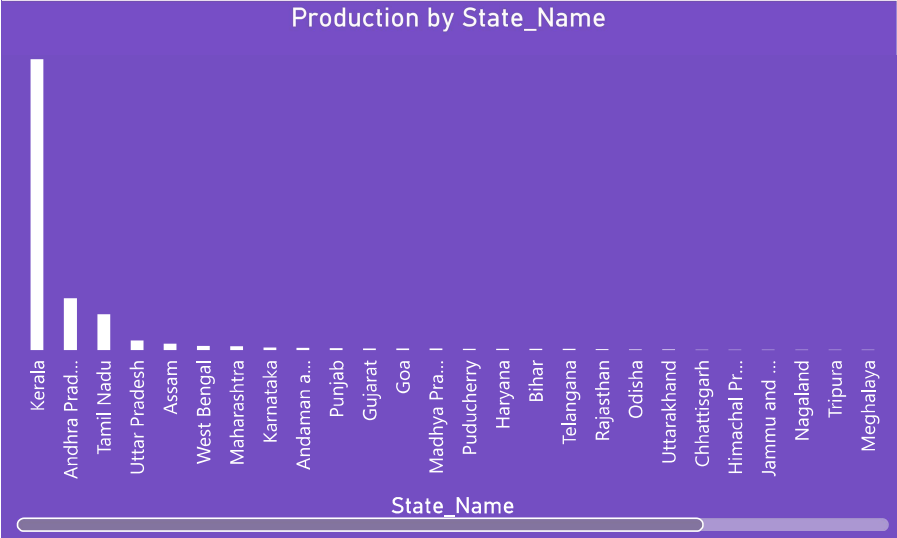 Production by State_Name
Kerala
Andhra Prad...
Tamil Nadu
Uttar Pradesh
Assam
West Bengal
Maharashtra
Karnataka
Andaman a...
Punjab
Gujarat
Goa
Madhya Pra...
Puducherry
Haryana
Bihar
Telangana
Rajasthan
Odisha
Uttarakhand
Chhattisgarh
Himachal Pr...
Jammu and ...
Nagaland
Tripura
Meghalaya
State_Name